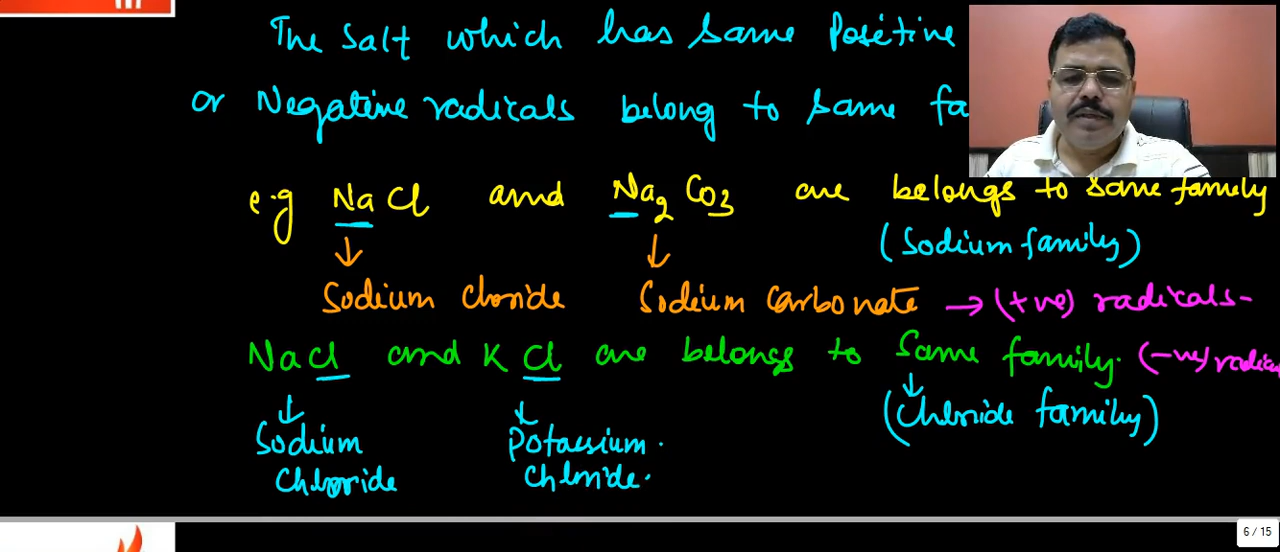 The Salt which has same Positive
or Negative radicals belong to same fa
e.g NaCl and Na₂CO₃ are belongs to same family
(Sodium family)
Sodium Cloride Sodium Carbonate → (+ve) radicals-
NaCl and KCl are belongs to Same family. (-ve) radica
(Chloride family)
Sodium Potassium.
Chloride Chloride.
6 / 15